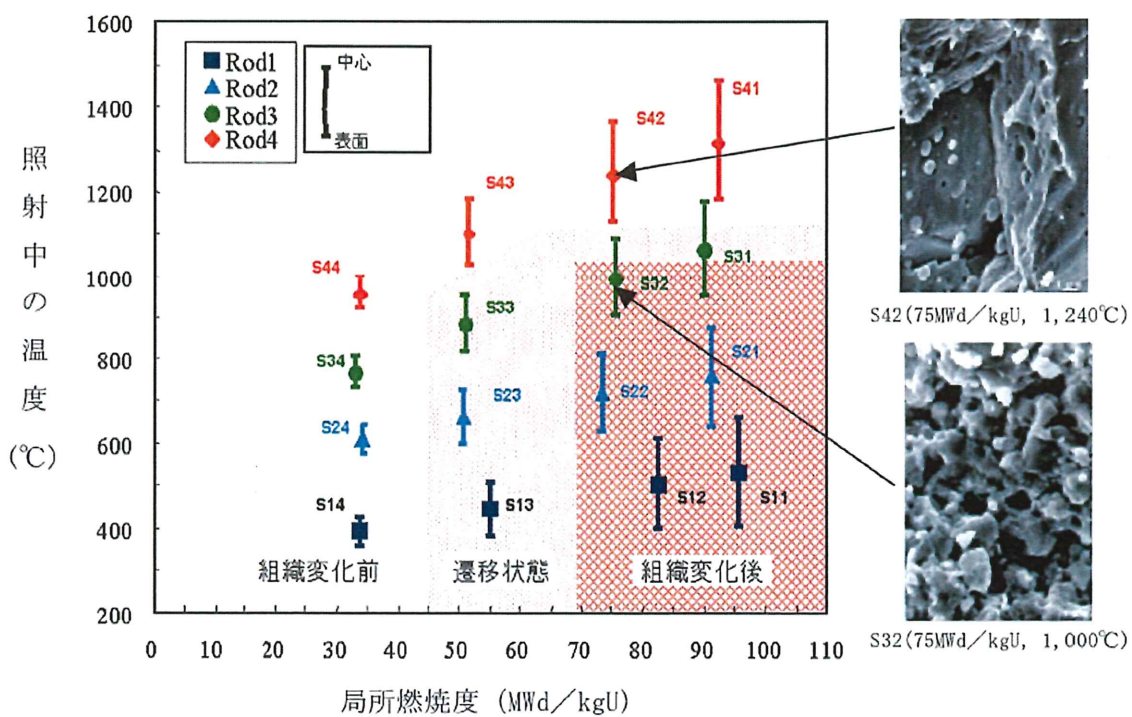 1600
1400
1200
1000
800
600
400
200
照射中の温度
(℃)
Rod1
Rod2
Rod3
Rod4
中心
表面
S44
S34
S24
S14
S43
S33
S23
S13
S42
S32
S22
S12
S41
S31
S21
S11
組織変化前
遷移状態
組織変化後
0 10 20 30 40 50 60 70 80 90 100 110
局所燃焼度 (MWd/kgU)
S42(75MWd/kgU, 1,240℃)
S32(75MWd/kgU, 1,000℃)